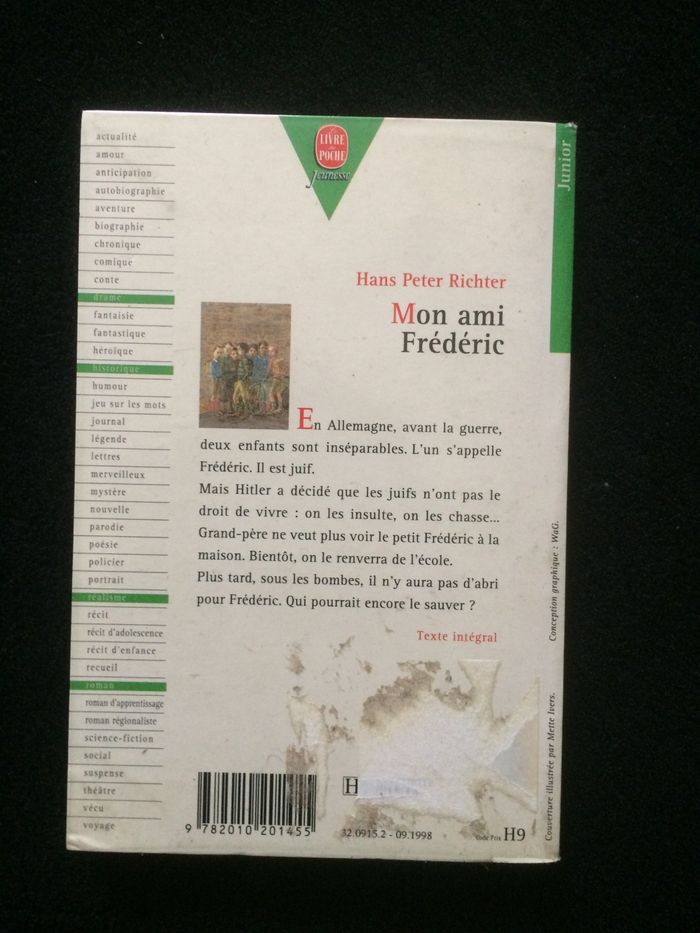 actualité
amour
anticipation
autobiographie
aventure
biographie
chronique
comique
conte
drame
fantaisie
fantastique
héroïque
historique
humour
jeu sur les mots
journal
légende
lettres
merveilleux
mystère
nouvelle
parodie
poésie
policier
portrait
réalisme
récit
récit d'adolescence
récit d'enfance
recueil
roman
roman d'apprentissage
roman régionaliste
science-fiction
social
suspense
théâtre
vécu
voyage
Le
LIVRE
de
POCHE
Jeunesse
Junior
Hans Peter Richter
Mon ami
Frédéric
En Allemagne, avant la guerre,
deux enfants sont inséparables. L'un s'appelle
Frédéric. Il est juif.
Mais Hitler a décidé que les juifs n'ont pas le
droit de vivre : on les insulte, on les chasse...
Grand-père ne veut plus voir le petit Frédéric à la
maison. Bientôt, on le renverra de l'école.
Plus tard, sous les bombes, il n'y aura pas d'abri
pour Frédéric. Qui pourrait encore le sauver ?
Texte intégral
H
9 782010 201455
32.0915.2 - 09.1998
Code Prix H9
Conception graphique : WaG.
Couverture illustrée par Mette Ivers.